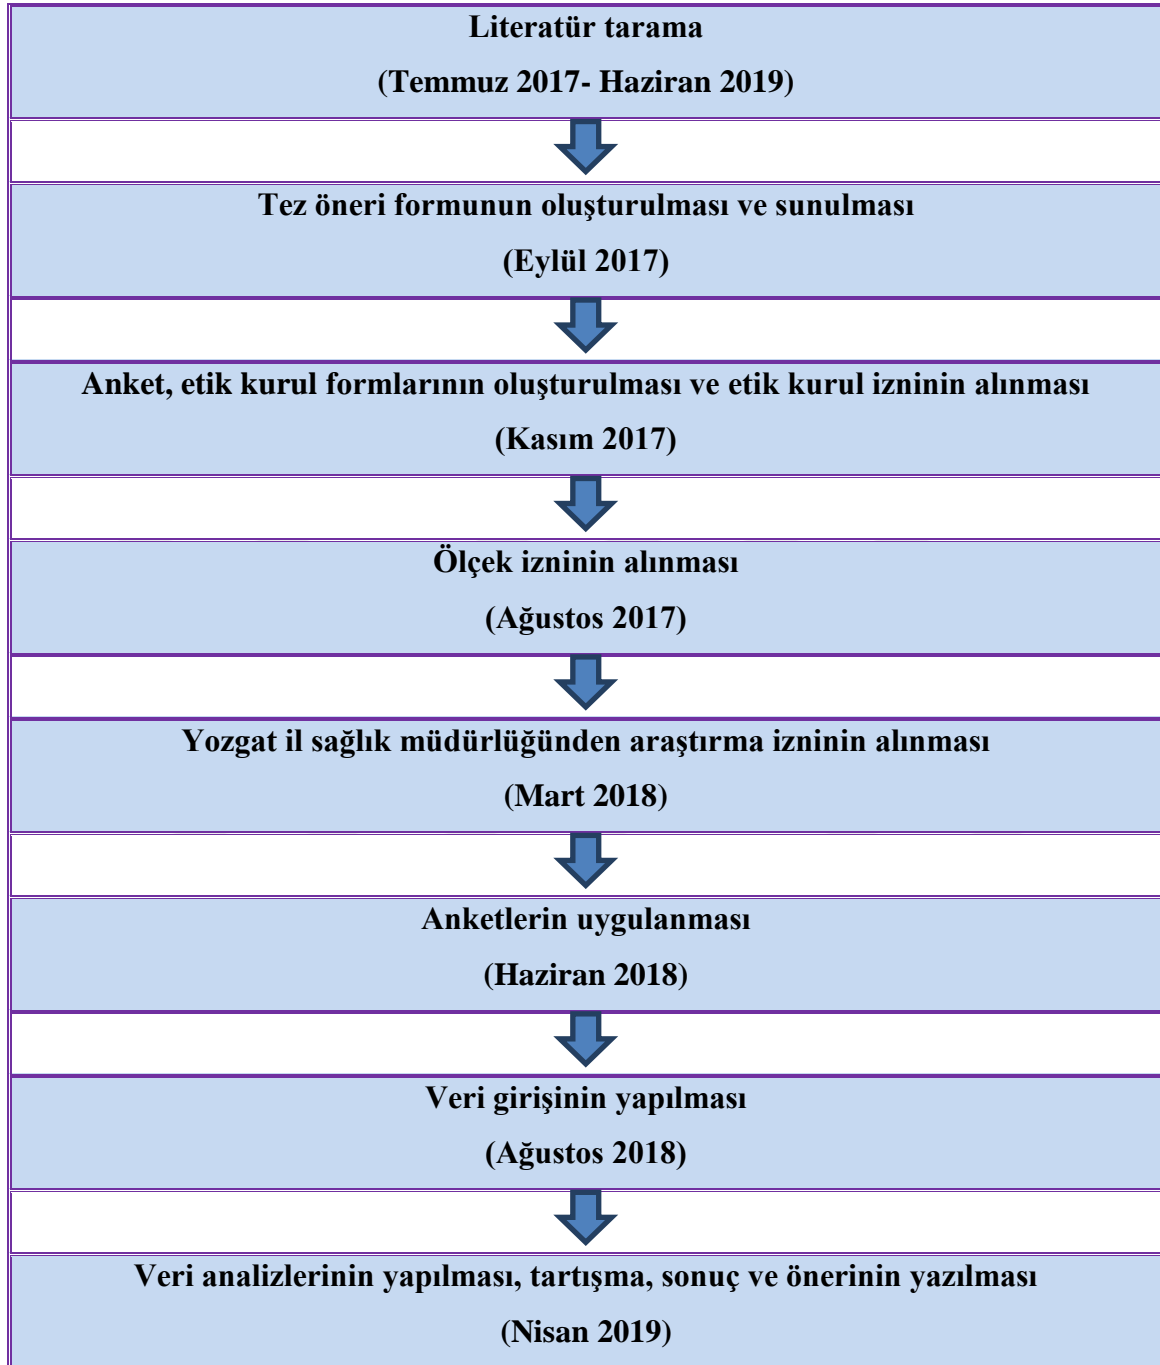 Literatür tarama
(Temmuz 2017- Haziran 2019)
Tez öneri formunun oluşturulması ve sunulması
(Eylül 2017)
Anket, etik kurul formlarının oluşturulması ve etik kurul izninin alınması
(Kasım 2017)
Ölçek izninin alınması
(Ağustos 2017)
Yozgat il sağlık müdürlüğünden araştırma izninin alınması
(Mart 2018)
Anketlerin uygulanması
(Haziran 2018)
Veri girişinin yapılması
(Ağustos 2018)
Veri analizlerinin yapılması, tartışma, sonuç ve önerinin yazılması
(Nisan 2019)